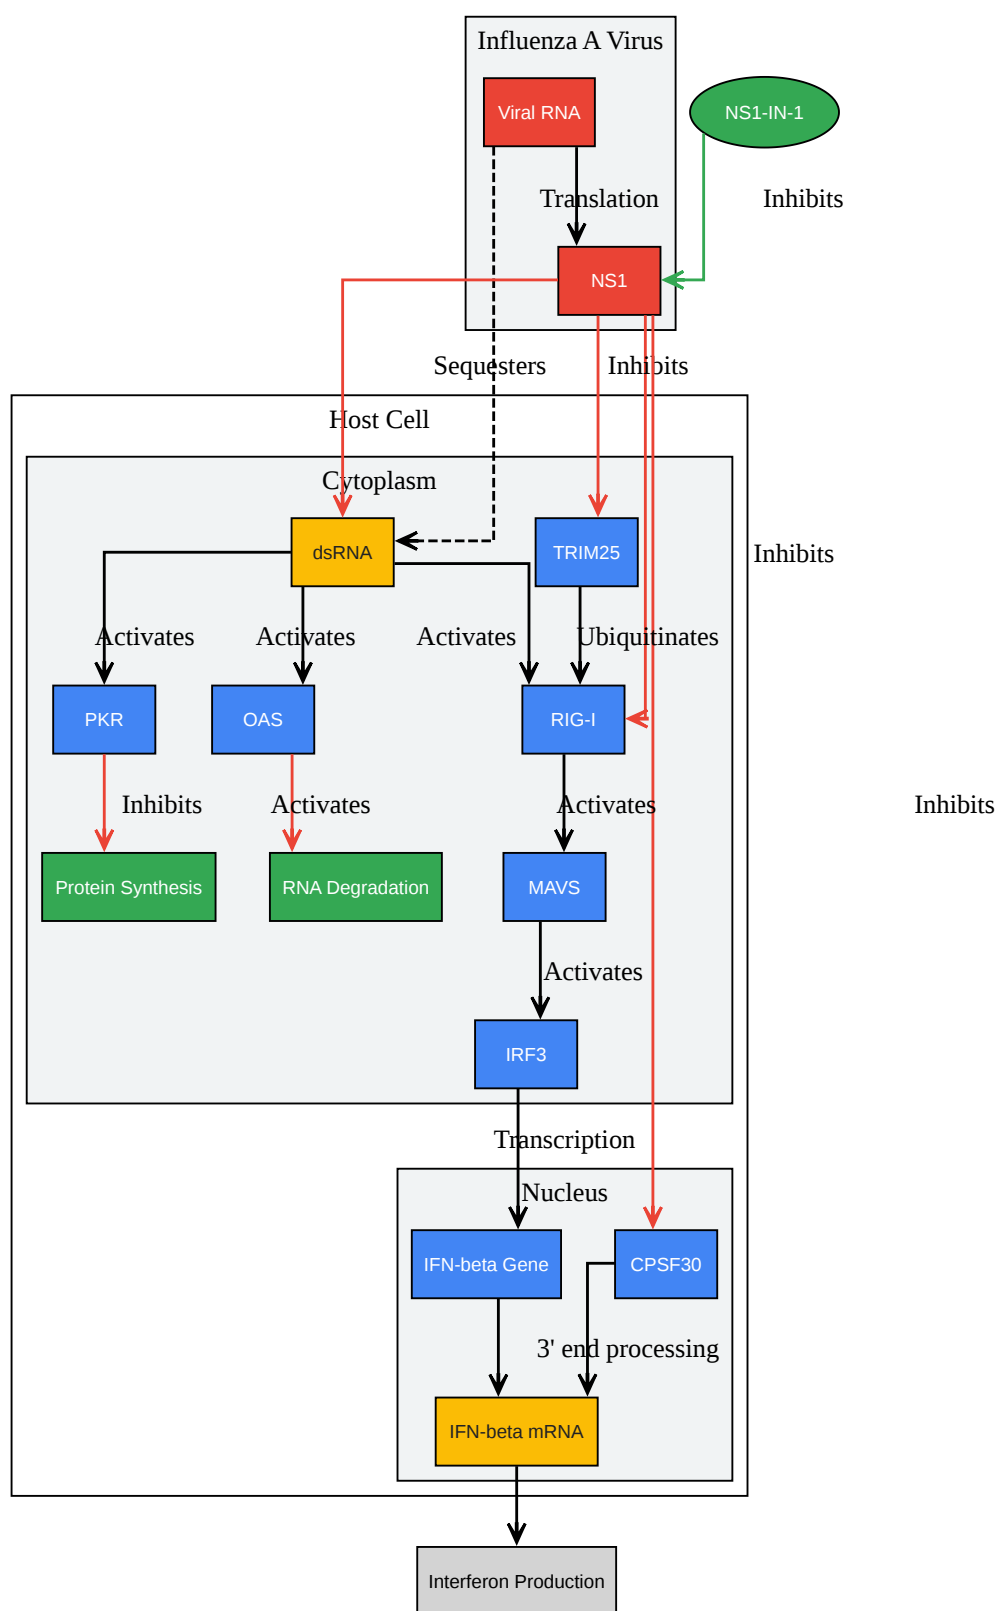 Influenza A Virus
Viral RNA
NS1-IN-1
Translation
Inhibits
NS1
Sequesters
Inhibits
Host Cell
Cytoplasm
dsRNA
TRIM25
Inhibits
Activates
Activates
Activates
Ubiquitinates
PKR
OAS
RIG-I
Inhibits
Activates
Activates
Inhibits
Protein Synthesis
RNA Degradation
MAVS
Activates
IRF3
Transcription
Nucleus
IFN-beta Gene
CPSF30
3' end processing
IFN-beta mRNA
Interferon Production